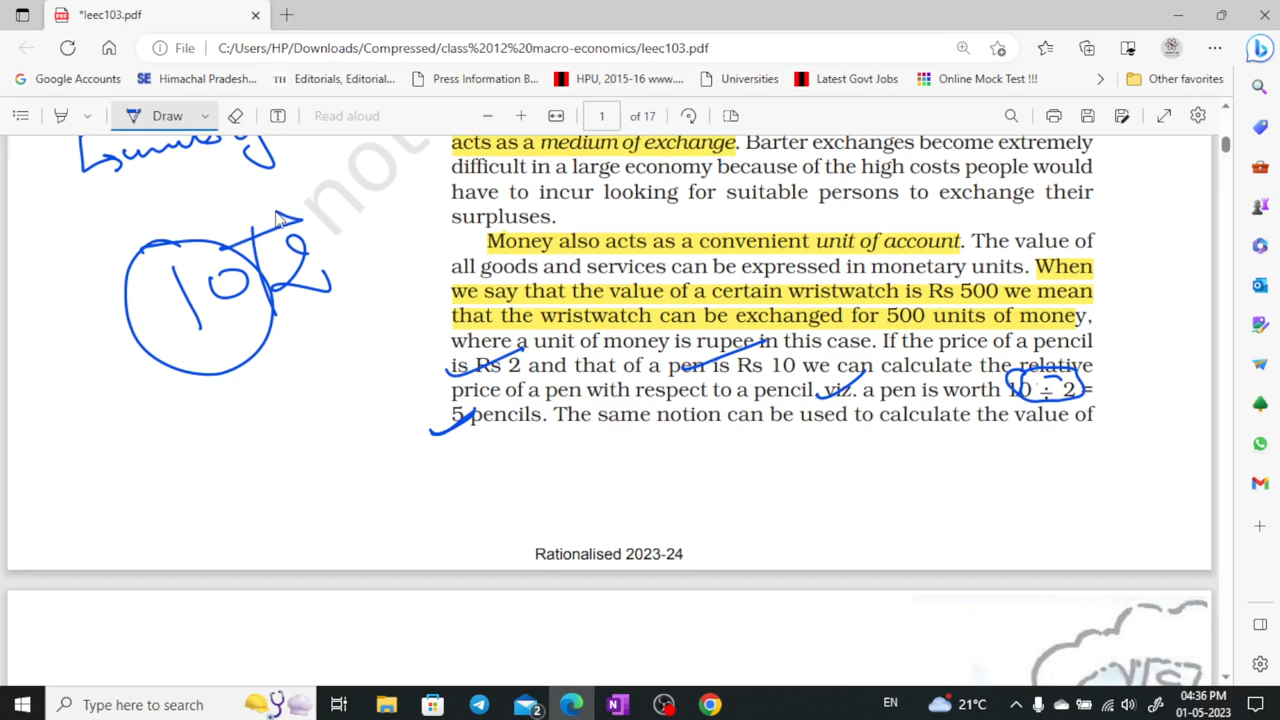 *leec103.pdf
File C:/Users/HP/Downloads/Compressed/class%2012%20macro-economics/leec103.pdf
Google Accounts SE Himachal Pradesh... TH Editorials, Editorial... Press Information B... HPU, 2015-16 www.... Universities Latest Govt Jobs Online Mock Test !!! Other favorites
Draw Read aloud 1 of 17
acts as a medium of exchange. Barter exchanges become extremely
difficult in a large economy because of the high costs people would
have to incur looking for suitable persons to exchange their
surpluses.
Money also acts as a convenient unit of account. The value of
all goods and services can be expressed in monetary units. When
we say that the value of a certain wristwatch is Rs 500 we mean
that the wristwatch can be exchanged for 500 units of money,
where a unit of money is rupee in this case. If the price of a pencil
is Rs 2 and that of a pen is Rs 10 we can calculate the relative
price of a pen with respect to a pencil, viz. a pen is worth 10 ÷ 2 =
5 pencils. The same notion can be used to calculate the value of
not
10
2
Rationalised 2023-24
Type here to search
2
EN
21°C
04:36 PM
01-05-2023